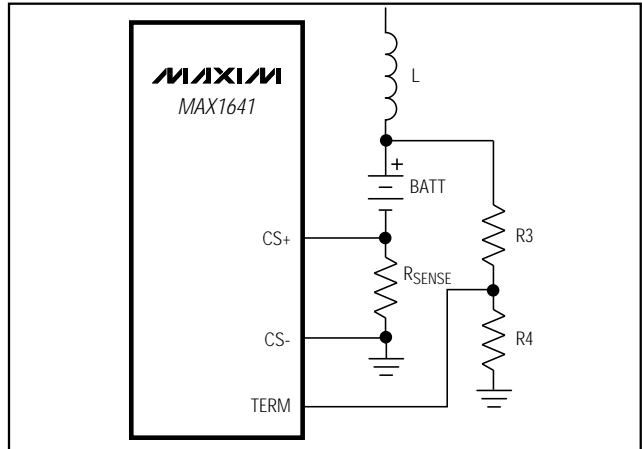 MAXIM
MAX1641
L
+
BATT
CS+
R3
RSENSE
CS-
R4
TERM